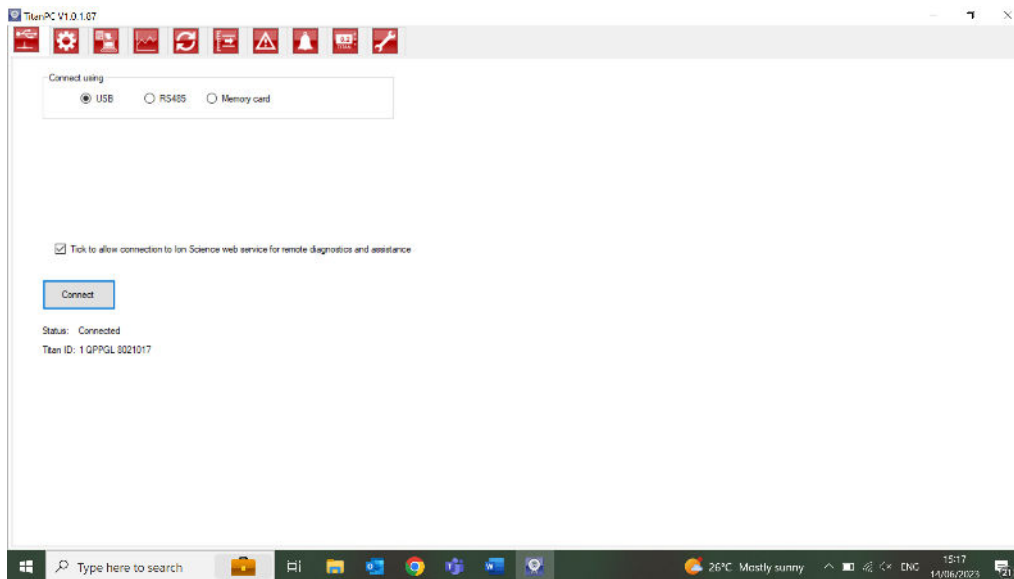 TitanPC V1.0.1.87
Connect using
USB RS485 Memory card
Tick to allow connection to Ion Science web service for remote diagnostics and assistance
Connect
Status: Connected
Titan ID: 1 QPPGL 8021017
Type here to search
26°C Mostly sunny
ENG
15:17
14/06/2023
21